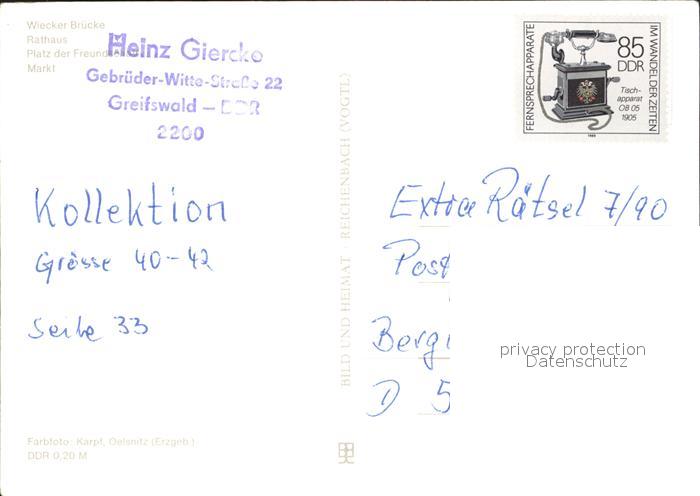 Wiecker Brücke
Rathaus
Platz der
Markt
Heinz Giercke
Gebrüder-Witte-Straße 22
Greifswald — DDR
2200
FERNSPRECHAPPARATE
IM WANDEL DER ZEITEN
85
DDR
Tisch-
apparat
OB 05
1905
1989
Kollektion
Grösse 40-42
Seite 33
BILD UND HEIMAT · REICHENBACH (VOGTL)
Extra Rätsel 7/90
Post
Berg
D 5
privacy protection
Datenschutz
Farbfoto: Karpf, Oelsnitz (Erzgeb.)
DDR 0,20 M